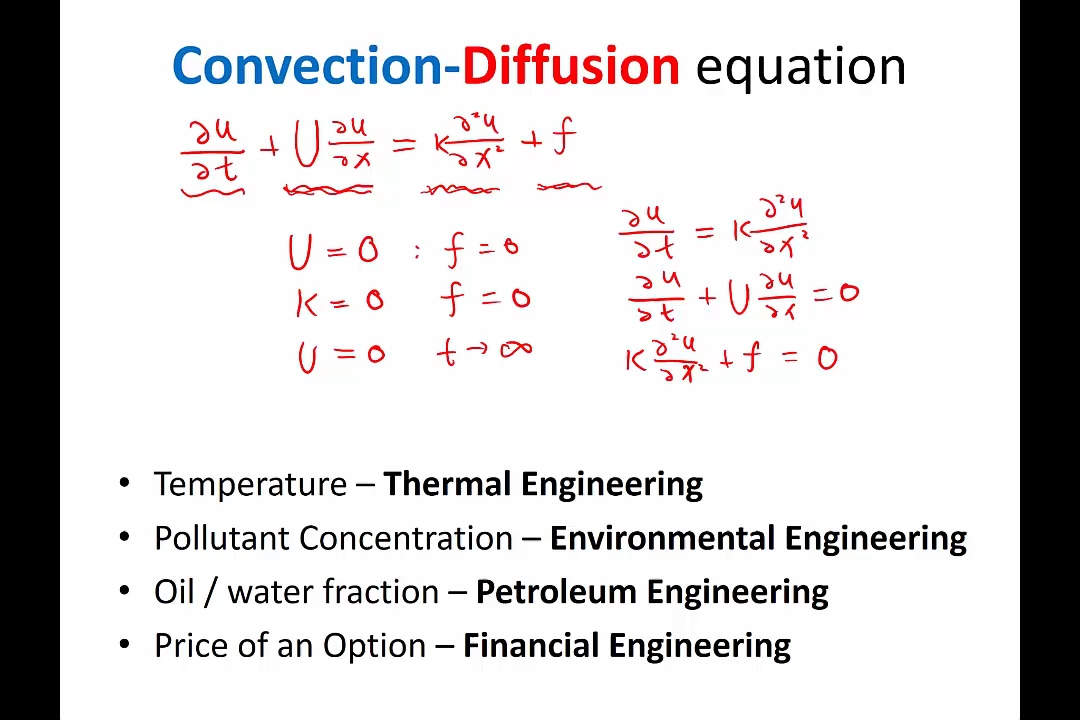 Convection-Diffusion equation
∂u/∂t + U ∂u/∂x = κ ∂²u/∂x² + f
U = 0 : f = 0 ∂u/∂t = κ ∂²u/∂x²
κ = 0 f = 0 ∂u/∂t + U ∂u/∂x = 0
U = 0 t → ∞ κ ∂²u/∂x² + f = 0
• Temperature – Thermal Engineering
• Pollutant Concentration – Environmental Engineering
• Oil / water fraction – Petroleum Engineering
• Price of an Option – Financial Engineering